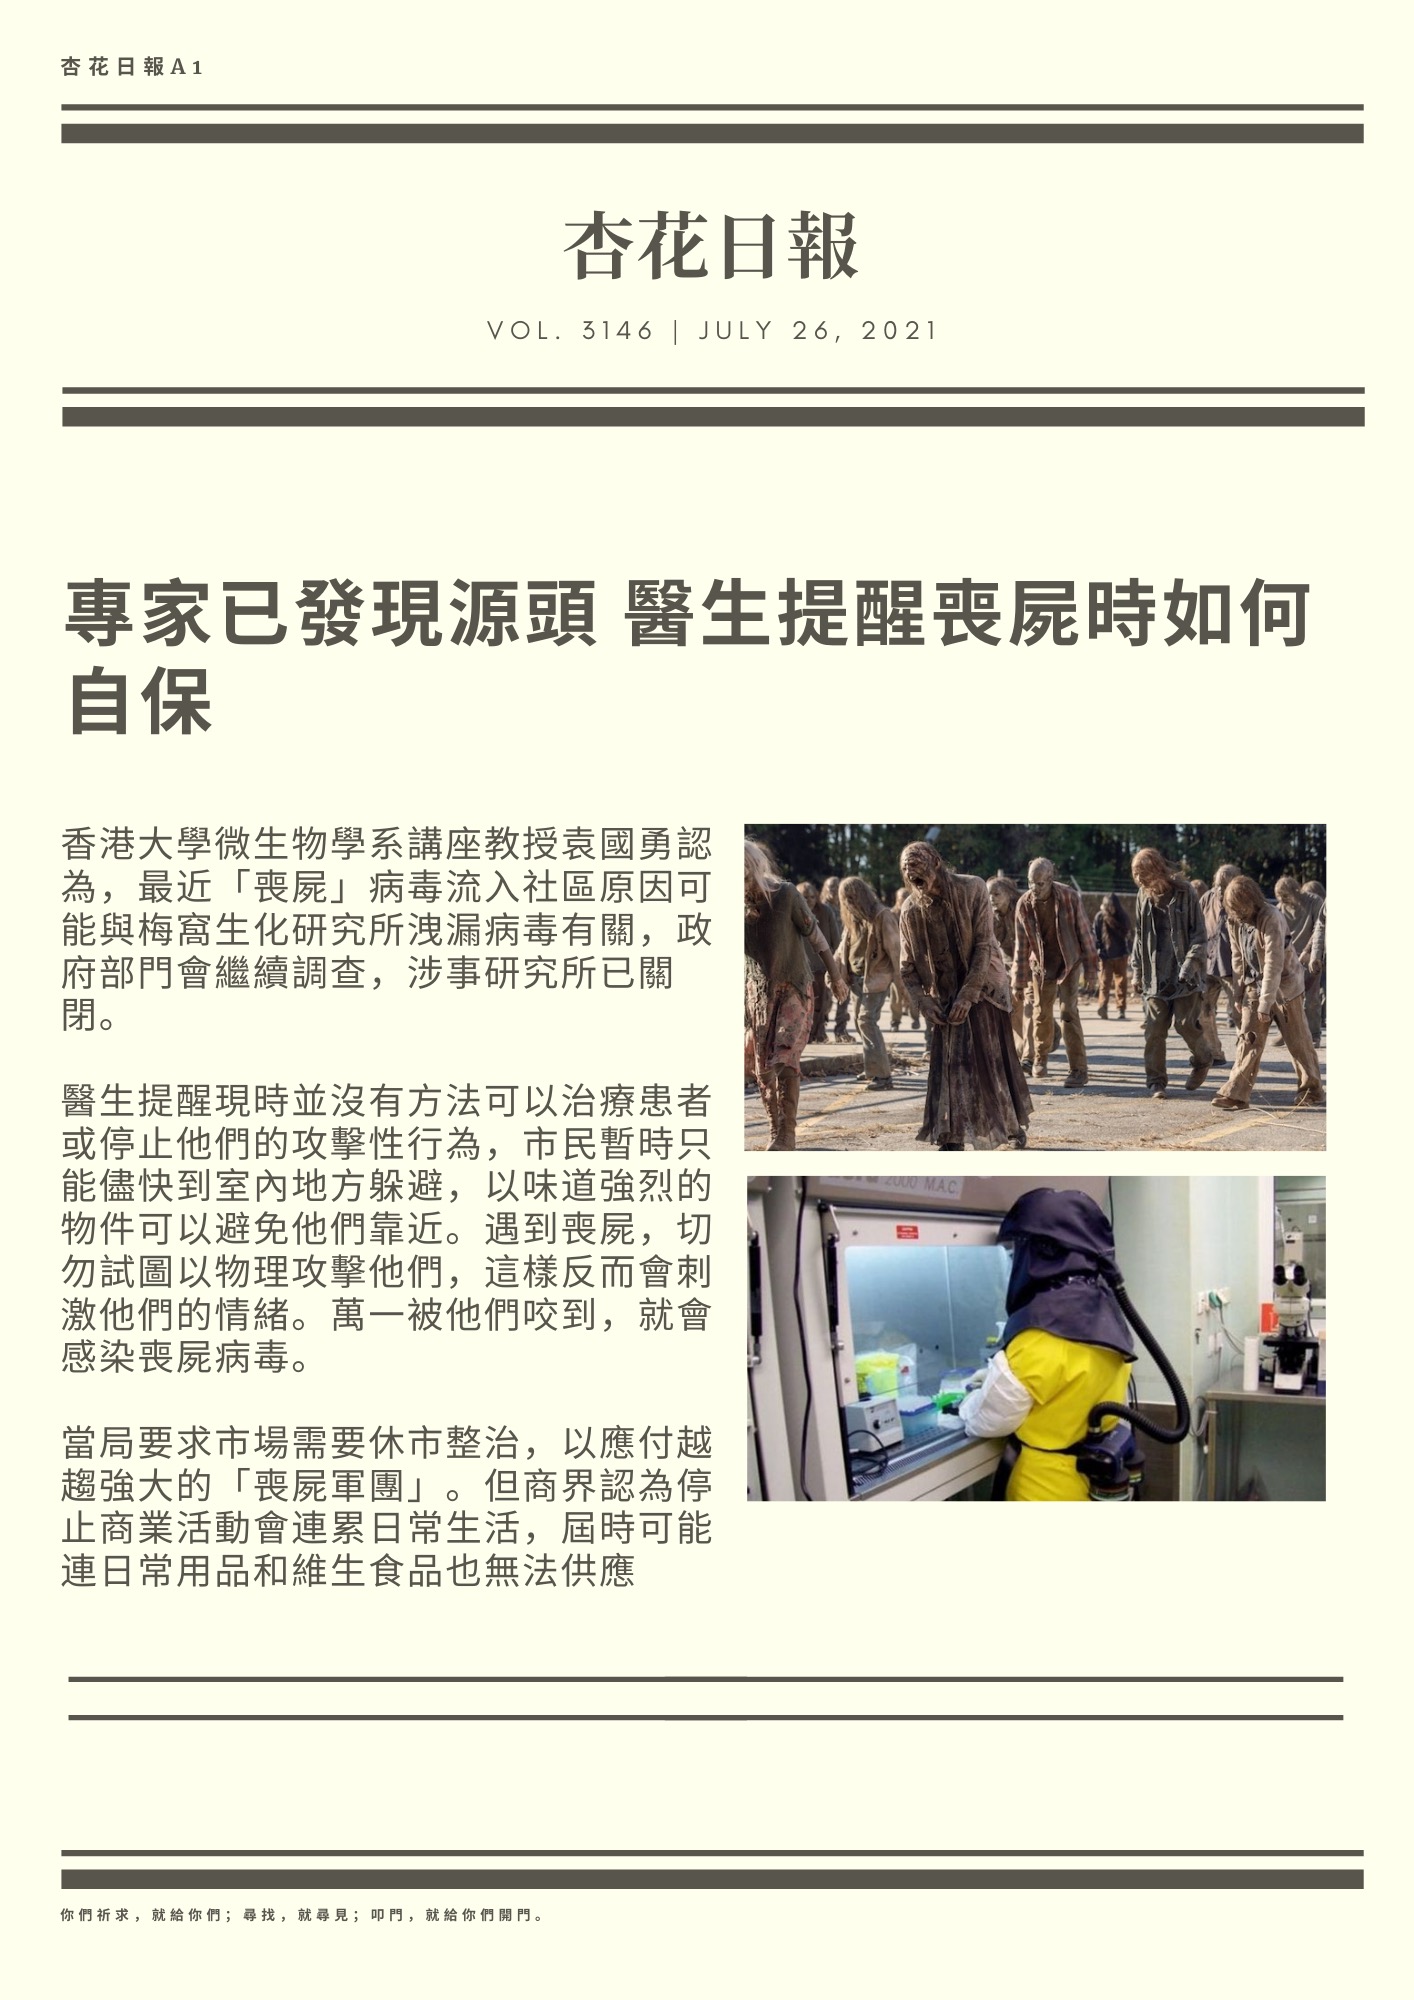 杏花日報A1
杏花日報
VOL. 3146 | JULY 26, 2021
專家已發現源頭 醫生提醒喪屍時如何
自保
香港大學微生物學系講座教授袁國勇認
為，最近「喪屍」病毒流入社區原因可
能與梅窩生化研究所洩漏病毒有關，政
府部門會繼續調查，涉事研究所已關
閉。
醫生提醒現時並沒有方法可以治療患者
或停止他們的攻擊性行為，市民暫時只
能儘快到室內地方躲避，以味道強烈的
物件可以避免他們靠近。遇到喪屍，切
勿試圖以物理攻擊他們，這樣反而會刺
激他們的情緒。萬一被他們咬到，就會
感染喪屍病毒。
當局要求市場需要休市整治，以應付越
趨強大的「喪屍軍團」。但商界認為停
止商業活動會連累日常生活，屆時可能
連日常用品和維生食品也無法供應
2000 M.A.C.
你們祈求，就給你們；尋找，就尋見；叩門，就給你們開門。